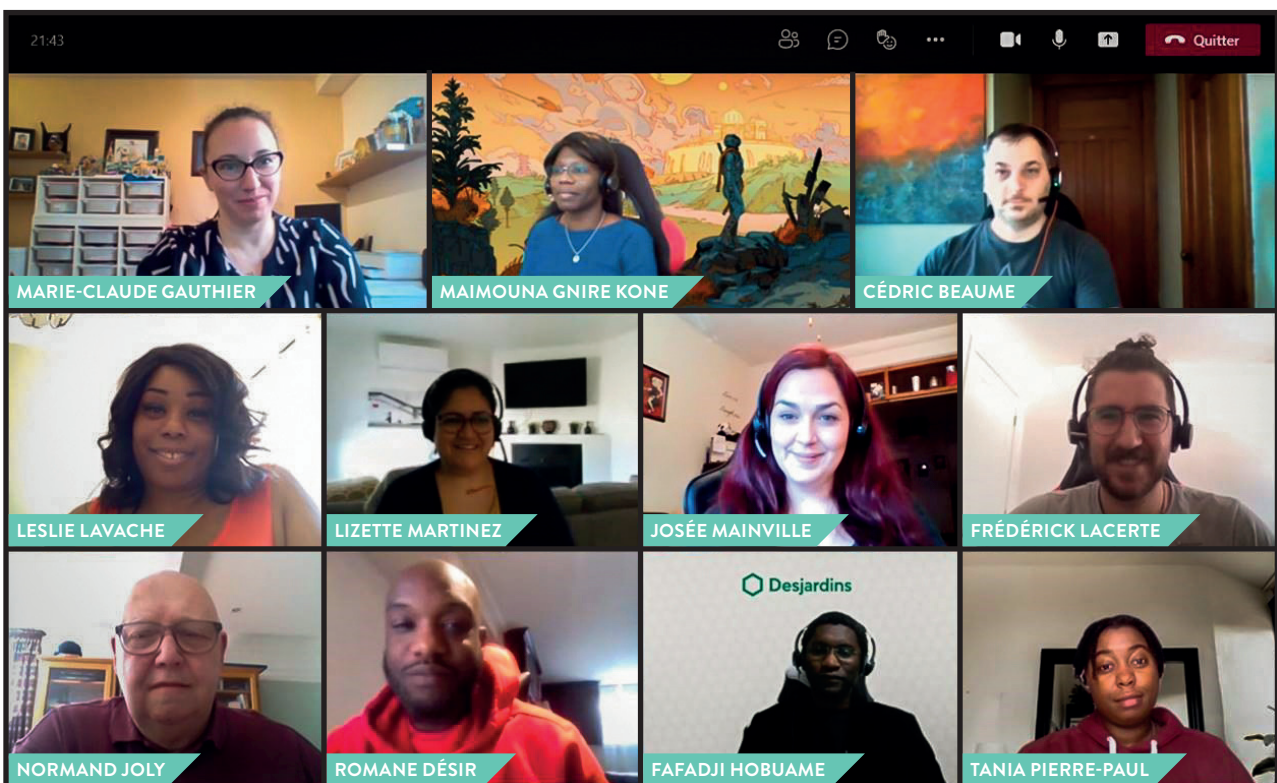 21:43
Quitter
MARIE-CLAUDE GAUTHIER
MAIMOUNA GNIRE KONE
CÉDRIC BEAUME
LESLIE LAVACHE
LIZETTE MARTINEZ
JOSÉE MAINVILLE
FRÉDÉRICK LACERTE
Desjardins
NORMAND JOLY
ROMANE DÉSIR
FAFADJI HOBUAME
TANIA PIERRE-PAUL